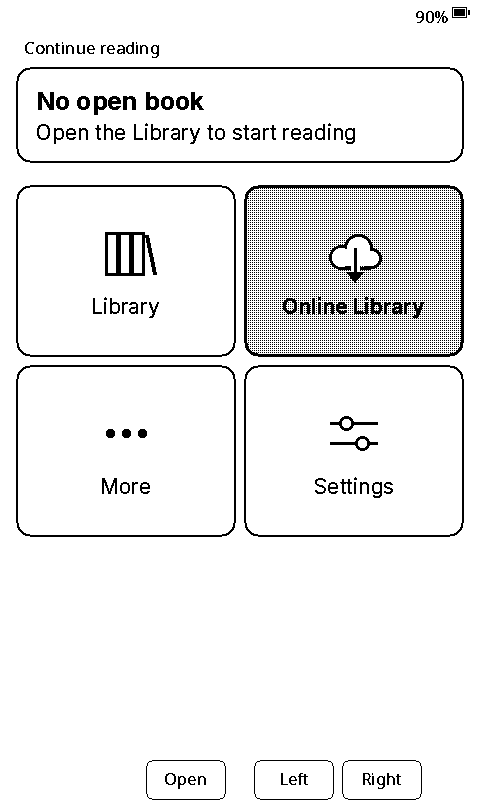 90%
Continue reading
No open book
Open the Library to start reading
Library
Online Library
More
Settings
Open
Left
Right